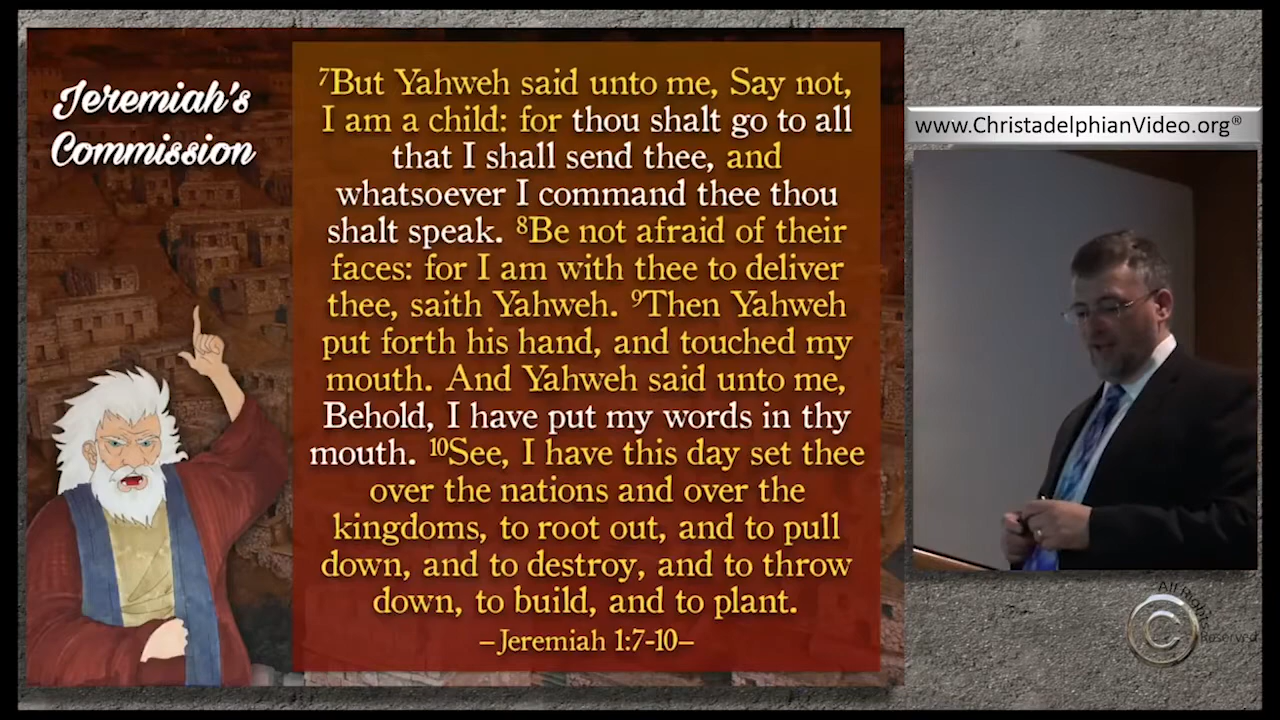 Jeremiah's
Commission
⁷But Yahweh said unto me, Say not,
I am a child: for thou shalt go to all
that I shall send thee, and
whatsoever I command thee thou
shalt speak. ⁸Be not afraid of their
faces: for I am with thee to deliver
thee, saith Yahweh. ⁹Then Yahweh
put forth his hand, and touched my
mouth. And Yahweh said unto me,
Behold, I have put my words in thy
mouth. ¹⁰See, I have this day set thee
over the nations and over the
kingdoms, to root out, and to pull
down, and to destroy, and to throw
down, to build, and to plant.
–Jeremiah 1:7-10–
www.ChristadelphianVideo.org®
All Rights
©
Reserved